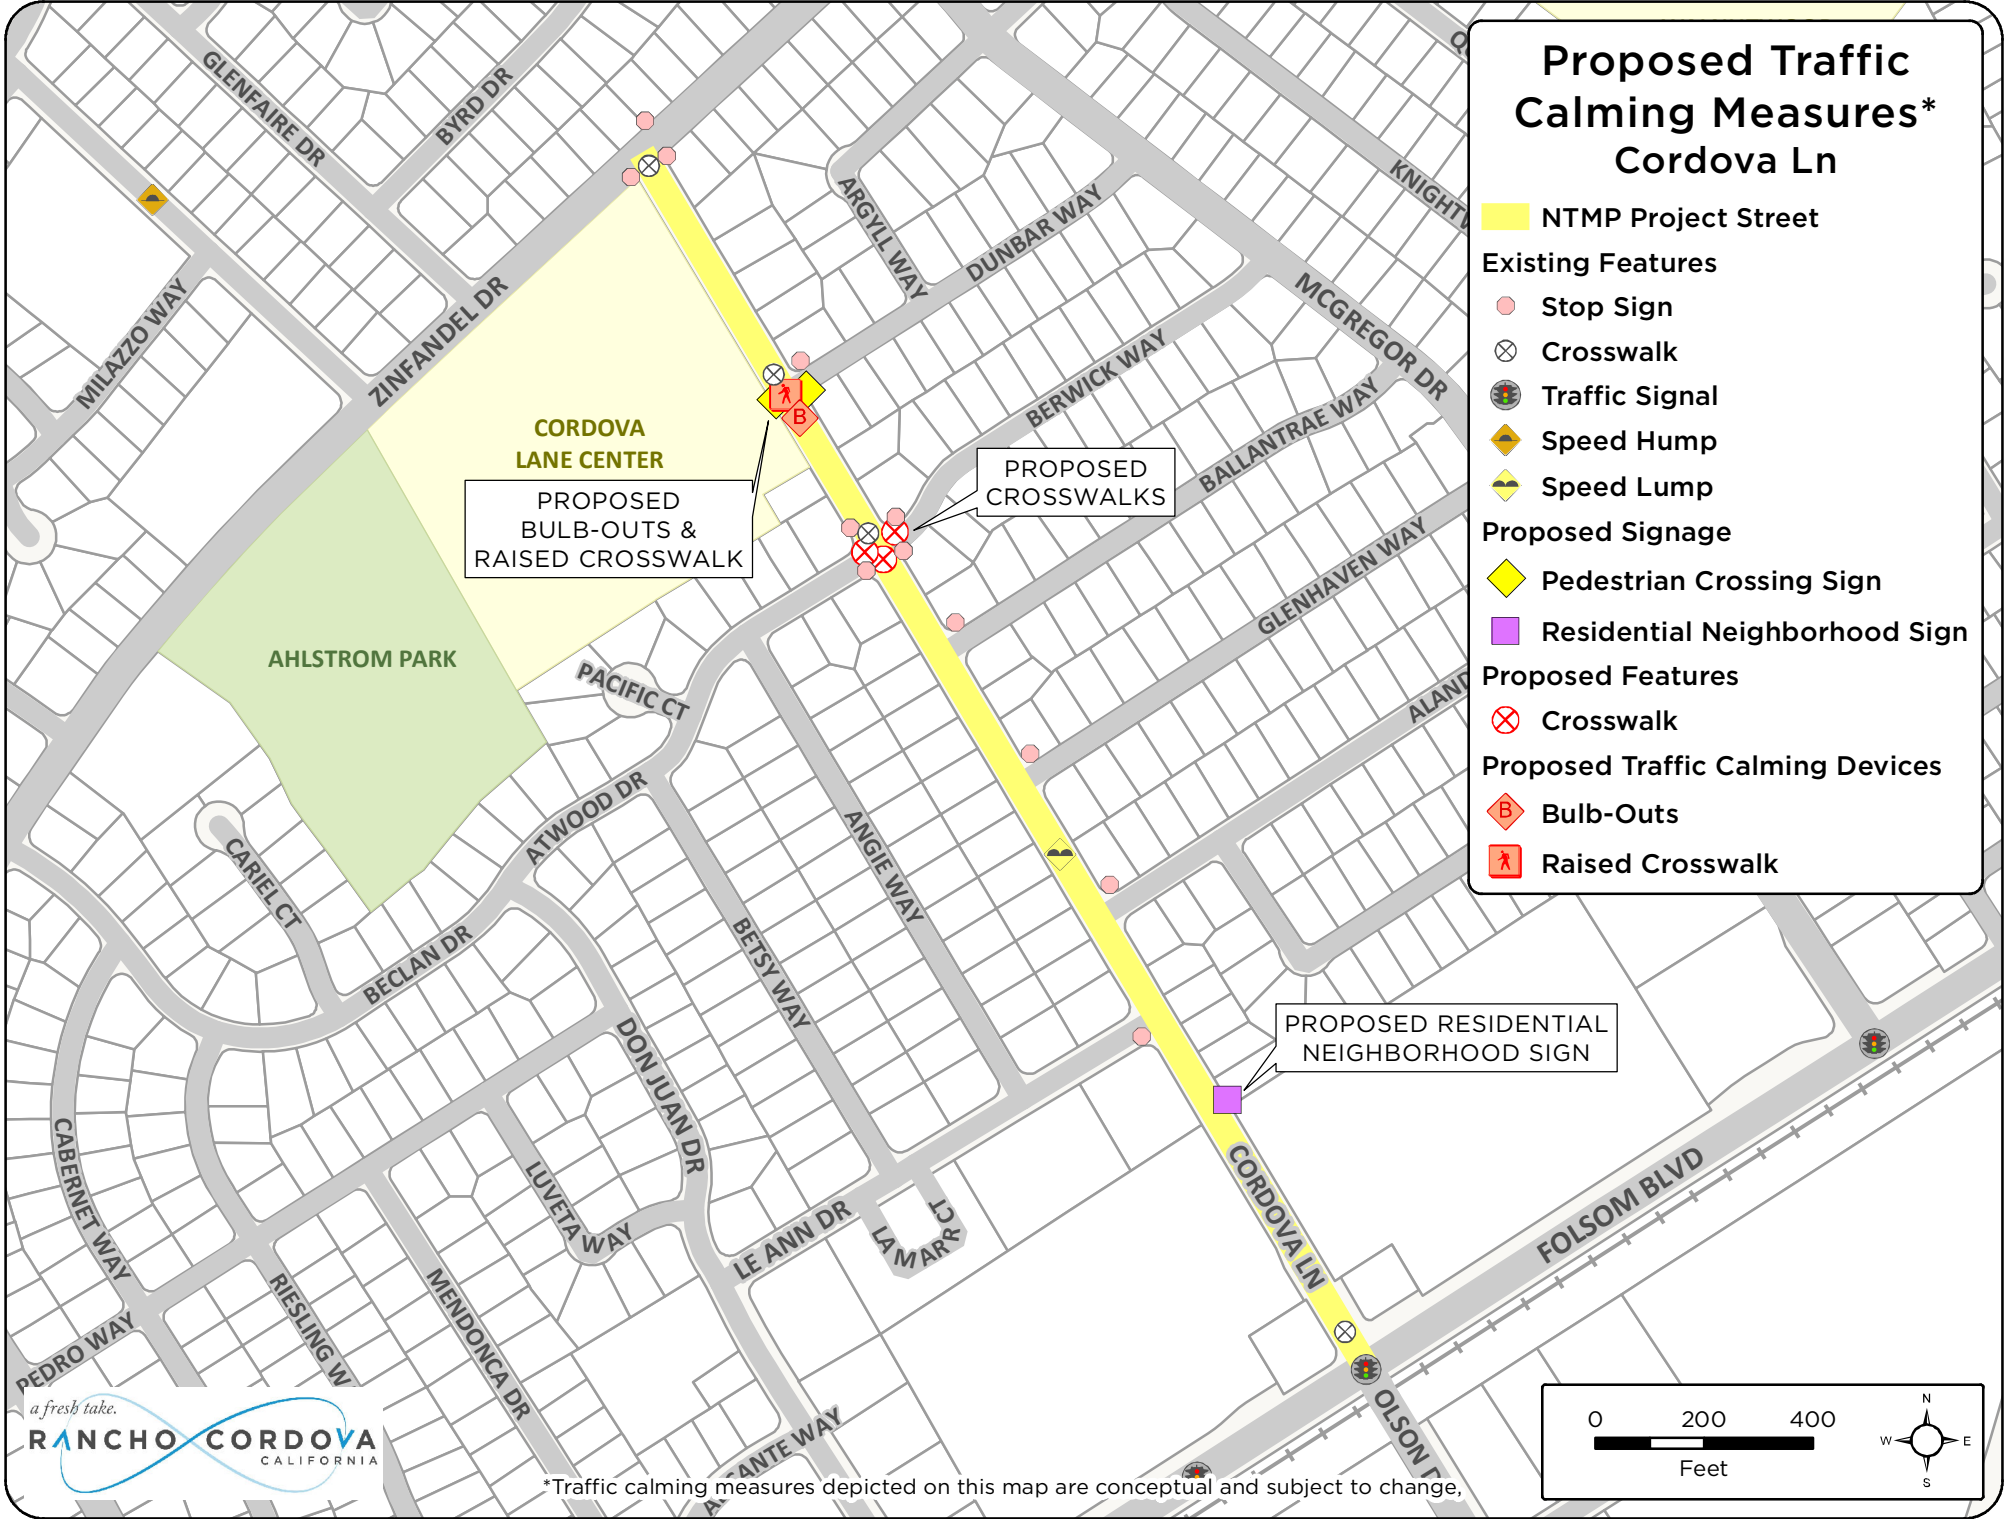 Proposed Traffic
Calming Measures*
Cordova Ln
NTMP Project Street
Existing Features
Stop Sign
Crosswalk
Traffic Signal
Speed Hump
Speed Lump
Proposed Signage
Pedestrian Crossing Sign
Residential Neighborhood Sign
Proposed Features
Crosswalk
Proposed Traffic Calming Devices
B
Bulb-Outs
Raised Crosswalk
GLENFAIRE DR
BYRD DR
MILAZZO WAY
ZINFANDEL DR
ARGYLL WAY
DUNBAR WAY
KNIGHTW
MCGREGOR DR
BERWICK WAY
BALLANTRAE WAY
GLENHAVEN WAY
ALAND
CORDOVA
LANE CENTER
B
PROPOSED
BULB-OUTS &
RAISED CROSSWALK
PROPOSED
CROSSWALKS
AHLSTROM PARK
PACIFIC CT
ATWOOD DR
CARIEL CT
BECLAN DR
ANGIE WAY
BETSY WAY
DON JUAN DR
PROPOSED RESIDENTIAL
NEIGHBORHOOD SIGN
CABERNET WAY
LUVETA WAY
LE ANN DR
LA MARR CT
CORDOVA LN
FOLSOM BLVD
PEDRO WAY
RIESLING W
MENDONCA DR
CANTE WAY
OLSON D
a fresh take.
RANCHO CORDOVA
CALIFORNIA
*Traffic calming measures depicted on this map are conceptual and subject to change,
0 200 400
Feet
N
W E
S